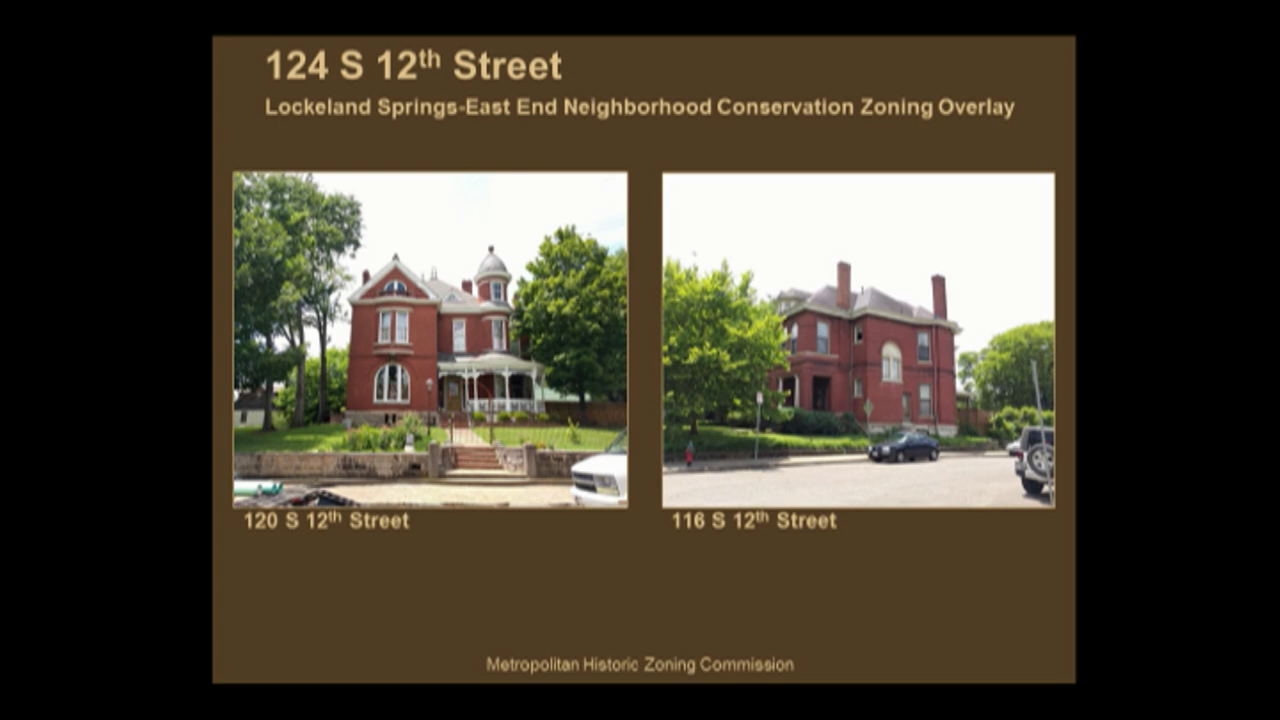 124 S 12th Street
Lockeland Springs-East End Neighborhood Conservation Zoning Overlay
120 S 12th Street
116 S 12th Street
Metropolitan Historic Zoning Commission